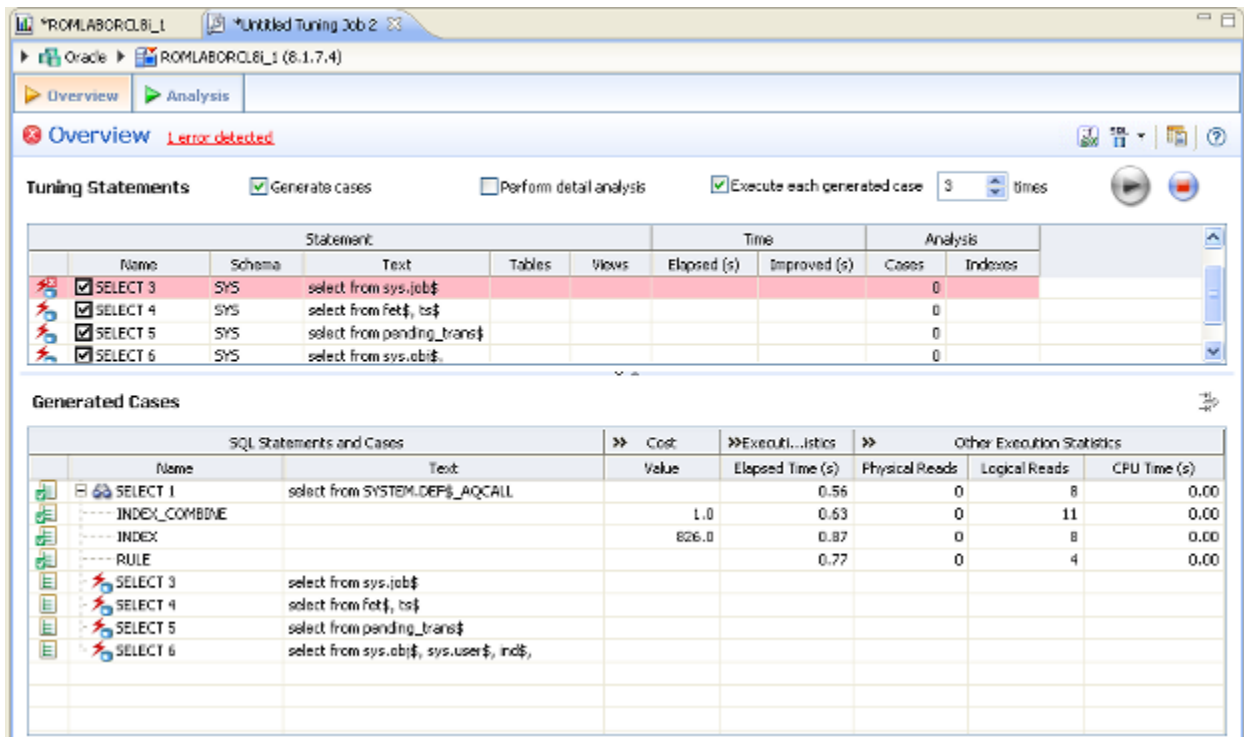 *ROMLABORCL8i_1 *Untitled Tuning Job 2
Oracle ROMLABORCL8i_1 (8.1.7.4)
Overview Analysis
Overview 1 error detected
Tuning Statements Generate cases Perform detail analysis Execute each generated case 3 times
Statement Time Analysis
Name Schema Text Tables Views Elapsed (s) Improved (s) Cases Indexes
SELECT 3 SYS select from sys.job$ 0
SELECT 4 SYS select from fet$, ts$ 0
SELECT 5 SYS select from pending_trans$ 0
SELECT 6 SYS select from sys.obj$, 0
Generated Cases
SQL Statements and Cases Cost Executi...istics Other Execution Statistics
Name Text Value Elapsed Time (s) Physical Reads Logical Reads CPU Time (s)
SELECT 1 select from SYSTEM.DEF$_AQCALL 0.56 0 8 0.00
INDEX_COMBINE 1.0 0.63 0 11 0.00
INDEX 826.0 0.87 0 8 0.00
RULE 0.77 0 4 0.00
SELECT 3 select from sys.job$
SELECT 4 select from fet$, ts$
SELECT 5 select from pending_trans$
SELECT 6 select from sys.obj$, sys.user$, ind$,